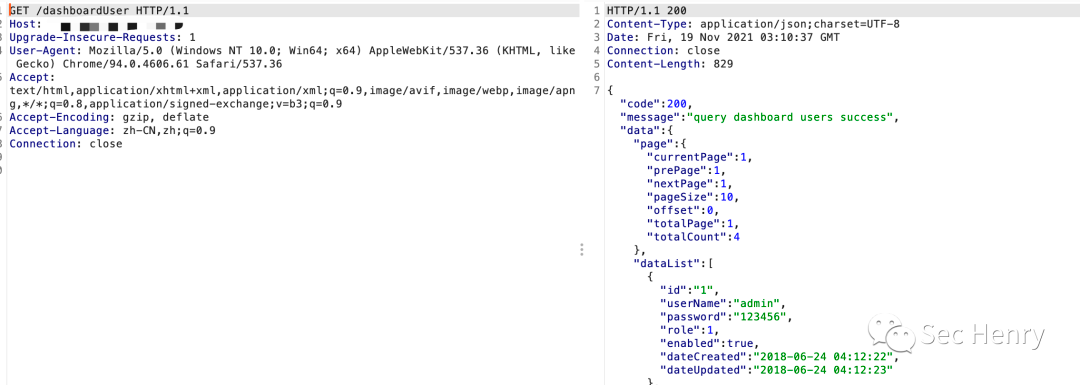 GET /dashboardUser HTTP/1.1
Host:
Upgrade-Insecure-Requests: 1
User-Agent: Mozilla/5.0 (Windows NT 10.0; Win64; x64) AppleWebKit/537.36 (KHTML, like
Gecko) Chrome/94.0.4606.61 Safari/537.36
Accept:
text/html,application/xhtml+xml,application/xml;q=0.9,image/avif,image/webp,image/apn
g,*/*;q=0.8,application/signed-exchange;v=b3;q=0.9
Accept-Encoding: gzip, deflate
Accept-Language: zh-CN,zh;q=0.9
Connection: close
1 HTTP/1.1 200
2 Content-Type: application/json;charset=UTF-8
3 Date: Fri, 19 Nov 2021 03:10:37 GMT
4 Connection: close
5 Content-Length: 829
6
7 {
"code":200,
"message":"query dashboard users success",
"data":{
"page":{
"currentPage":1,
"prePage":1,
"nextPage":1,
"pageSize":10,
"offset":0,
"totalPage":1,
"totalCount":4
},
"dataList":[
{
"id":"1",
"userName":"admin",
"password":"123456",
"role":1,
"enabled":true,
"dateCreated":"2018-06-24 04:12:22",
"dateUpdated":"2018-06-24 04:12:23"
}
Sec Henry